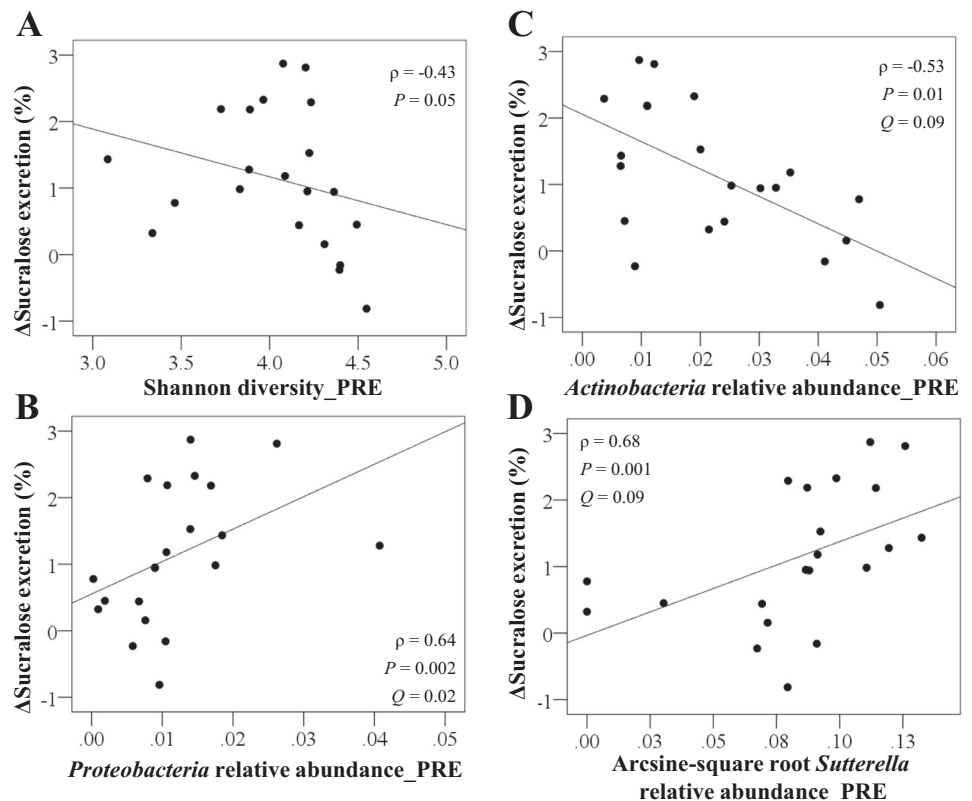 A
ΔSucralose excretion (%)
3
2
1
0
-1
ρ = -0.43
P = 0.05
3.0 3.5 4.0 4.5 5.0
Shannon diversity_PRE
B
ΔSucralose excretion (%)
3
2
1
0
-1
ρ = 0.64
P = 0.002
Q = 0.02
.00 .01 .02 .03 .04 .05
Proteobacteria relative abundance_PRE
C
ΔSucralose excretion (%)
3
2
1
0
-1
ρ = -0.53
P = 0.01
Q = 0.09
.00 .01 .02 .03 .04 .05 .06
Actinobacteria relative abundance_PRE
D
ΔSucralose excretion (%)
3
2
1
0
-1
ρ = 0.68
P = 0.001
Q = 0.09
.00 .03 .05 .08 .10 .13
Arcsine-square root Sutterella
relative abundance_PRE